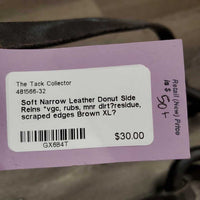 The Tack Collector
481566-32
Soft Narrow Leather Donut Side
Reins *vgc, rubs, mnr dirt?residue,
scraped edges Brown XL?
$30.00
GX684T
Retail (New) Price
is $
50+